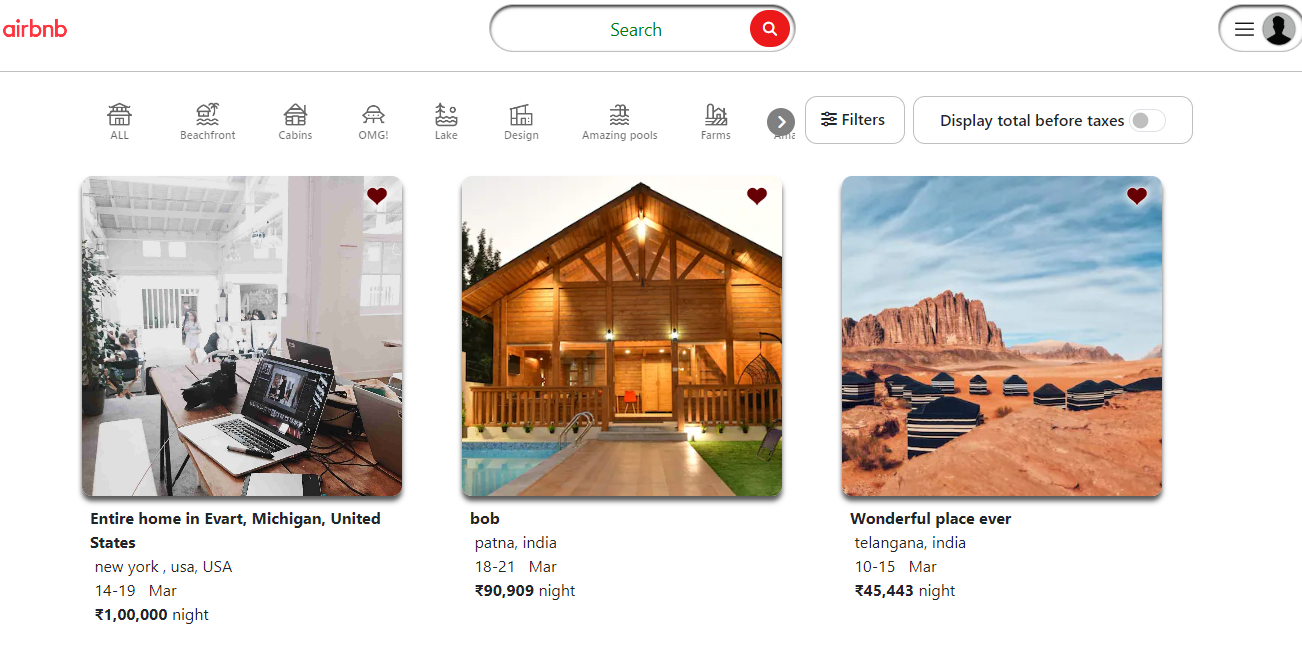 airbnb
Search
ALL
Beachfront
Cabins
OMG!
Lake
Design
Amazing pools
Farms
Filters
Display total before taxes
Entire home in Evart, Michigan, United
States
new york , usa, USA
14-19 Mar
₹1,00,000 night
bob
patna, india
18-21 Mar
₹90,909 night
Wonderful place ever
telangana, india
10-15 Mar
₹45,443 night